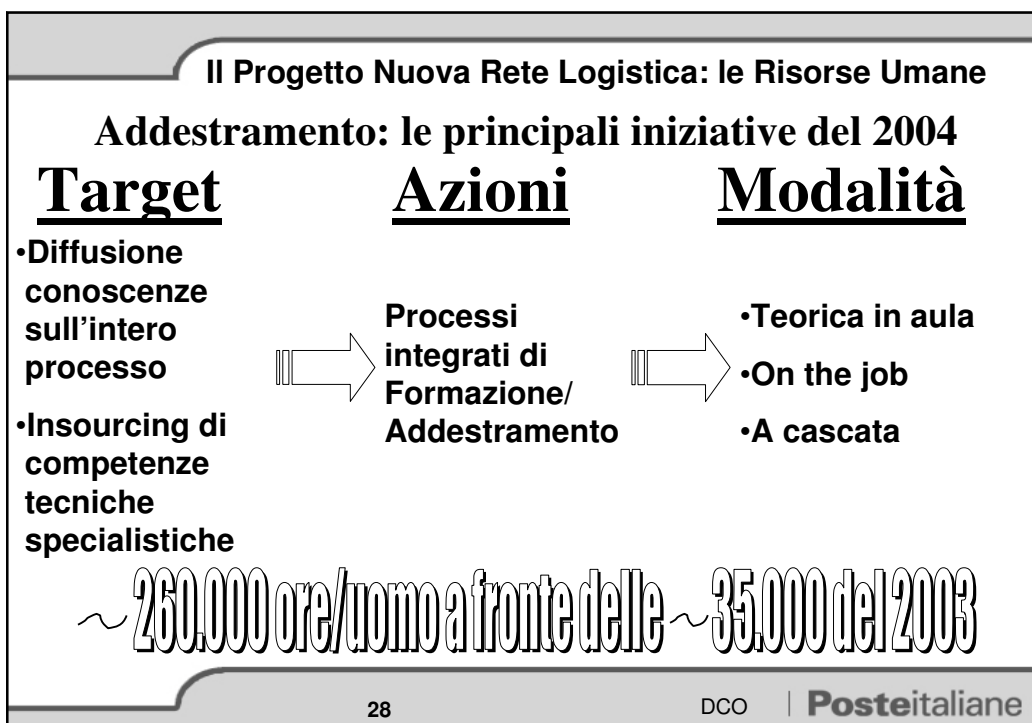 Il Progetto Nuova Rete Logistica: le Risorse Umane
Addestramento: le principali iniziative del 2004
Target
•Diffusione
conoscenze
sull'intero
processo
•Insourcing di
competenze
tecniche
specialistiche
Azioni
Processi
integrati di
Formazione/
Addestramento
Modalità
•Teorica in aula
•On the job
•A cascata
~ 260.000 ore/uomo a fronte delle ~ 35.000 del 2003
28
DCO | Posteitaliane